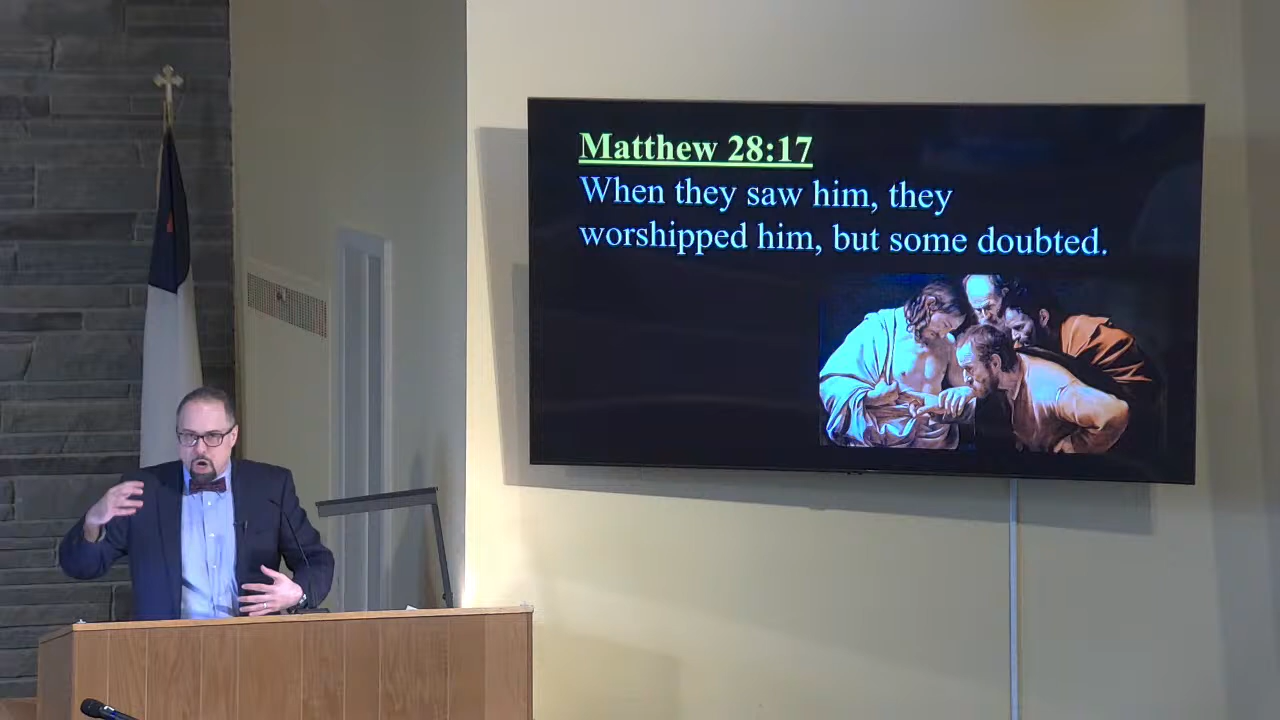 Matthew 28:17
When they saw him, they
worshipped him, but some doubted.